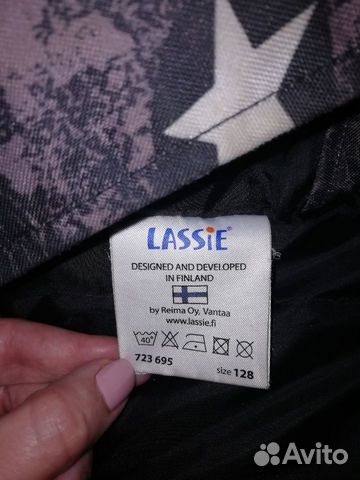 LASSiE®
DESIGNED AND DEVELOPED
IN FINLAND
by Reima Oy, Vantaa
www.lassie.fi
40°
723 695 size 128
Avito